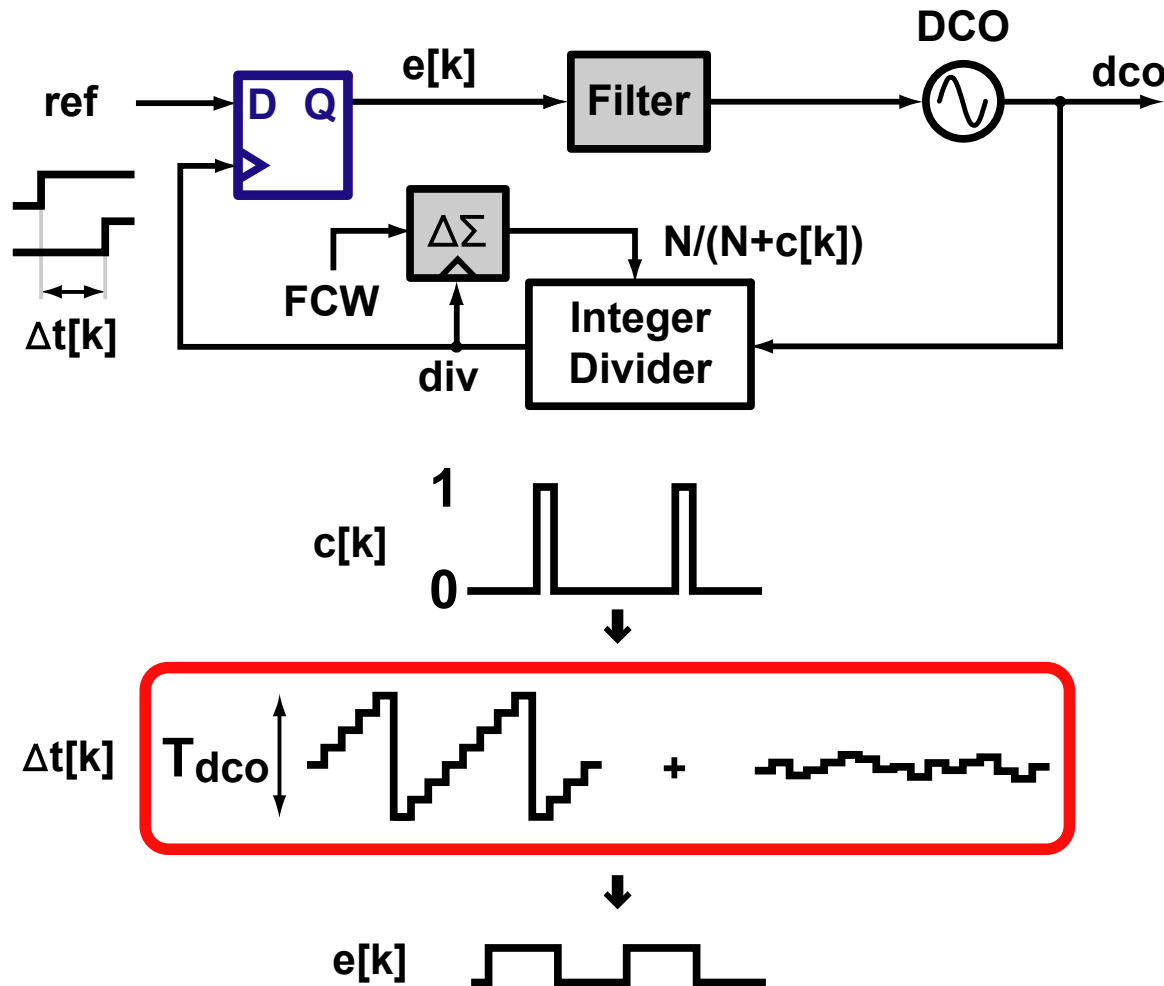 DCO
ref
D Q
e[k]
Filter
dco
ΔΣ
N/(N+c[k])
FCW
Δt[k]
Integer
Divider
div
1
c[k]
0
Δt[k]
Tdco
+
e[k]